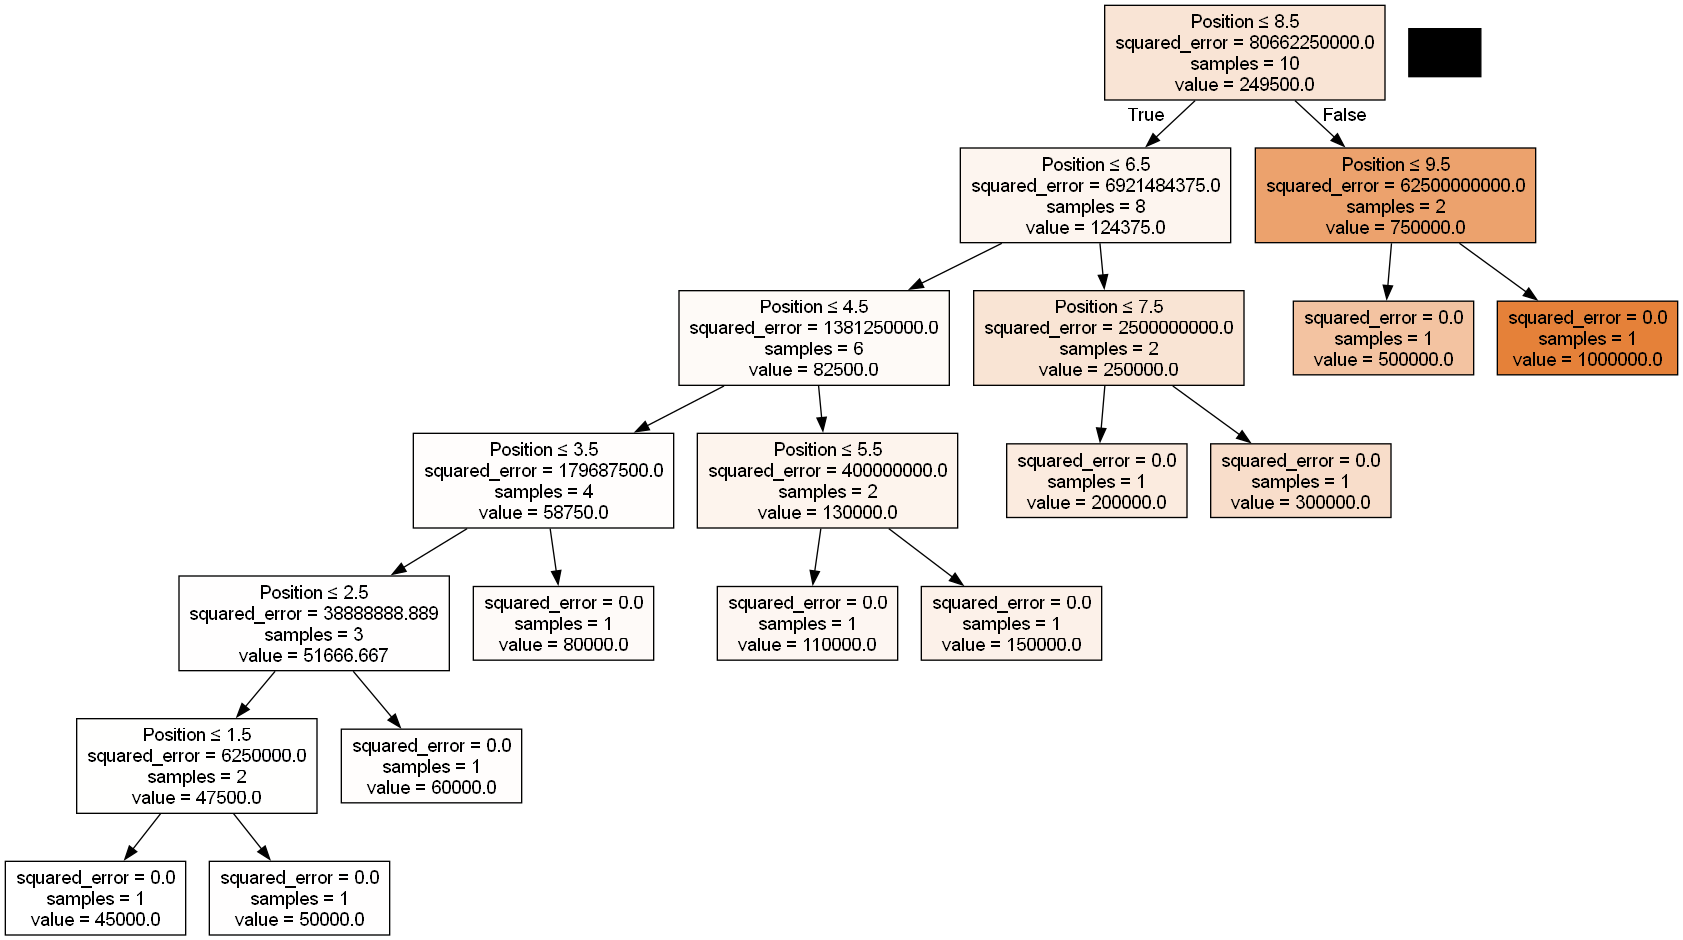 Position ≤ 8.5
squared_error = 80662250000.0
samples = 10
value = 249500.0
True
False
Position ≤ 6.5
squared_error = 6921484375.0
samples = 8
value = 124375.0
Position ≤ 9.5
squared_error = 62500000000.0
samples = 2
value = 750000.0
Position ≤ 4.5
squared_error = 1381250000.0
samples = 6
value = 82500.0
Position ≤ 7.5
squared_error = 2500000000.0
samples = 2
value = 250000.0
squared_error = 0.0
samples = 1
value = 500000.0
squared_error = 0.0
samples = 1
value = 1000000.0
Position ≤ 3.5
squared_error = 179687500.0
samples = 4
value = 58750.0
Position ≤ 5.5
squared_error = 400000000.0
samples = 2
value = 130000.0
squared_error = 0.0
samples = 1
value = 200000.0
squared_error = 0.0
samples = 1
value = 300000.0
Position ≤ 2.5
squared_error = 38888888.889
samples = 3
value = 51666.667
squared_error = 0.0
samples = 1
value = 80000.0
squared_error = 0.0
samples = 1
value = 110000.0
squared_error = 0.0
samples = 1
value = 150000.0
Position ≤ 1.5
squared_error = 6250000.0
samples = 2
value = 47500.0
squared_error = 0.0
samples = 1
value = 60000.0
squared_error = 0.0
samples = 1
value = 45000.0
squared_error = 0.0
samples = 1
value = 50000.0